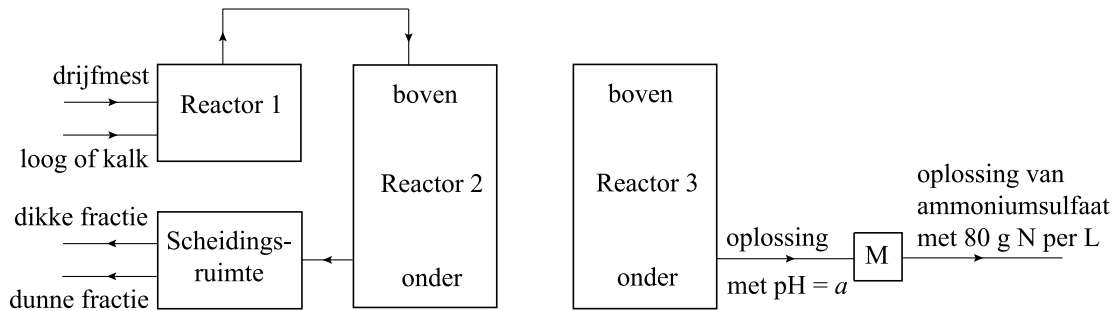 drijfmest
loog of kalk
Reactor 1
boven
Reactor 2
onder
dikke fractie
dunne fractie
Scheidings-
ruimte
boven
Reactor 3
onder
oplossing
met pH = a
M
oplossing van
ammoniumsulfaat
met 80 g N per L